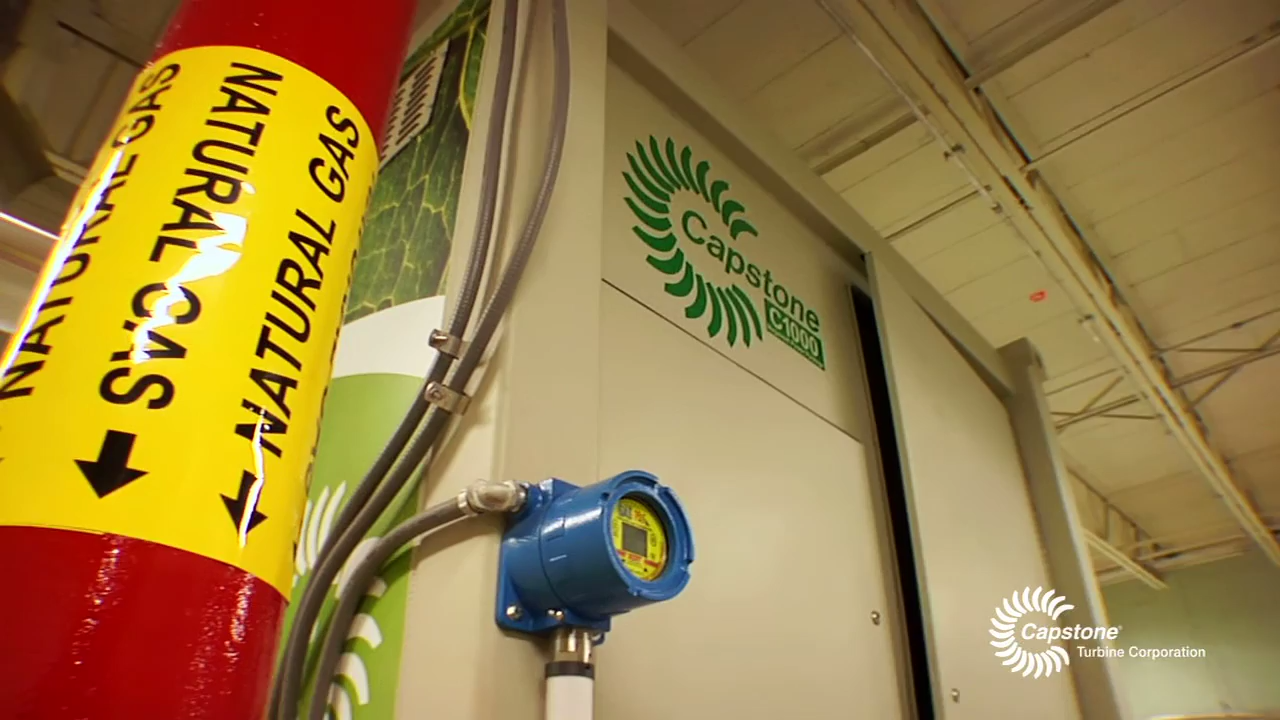 NATURAL GAS
NATURAL GAS
NATURAL GAS
Capstone
C1000
Capstone®
Turbine Corporation